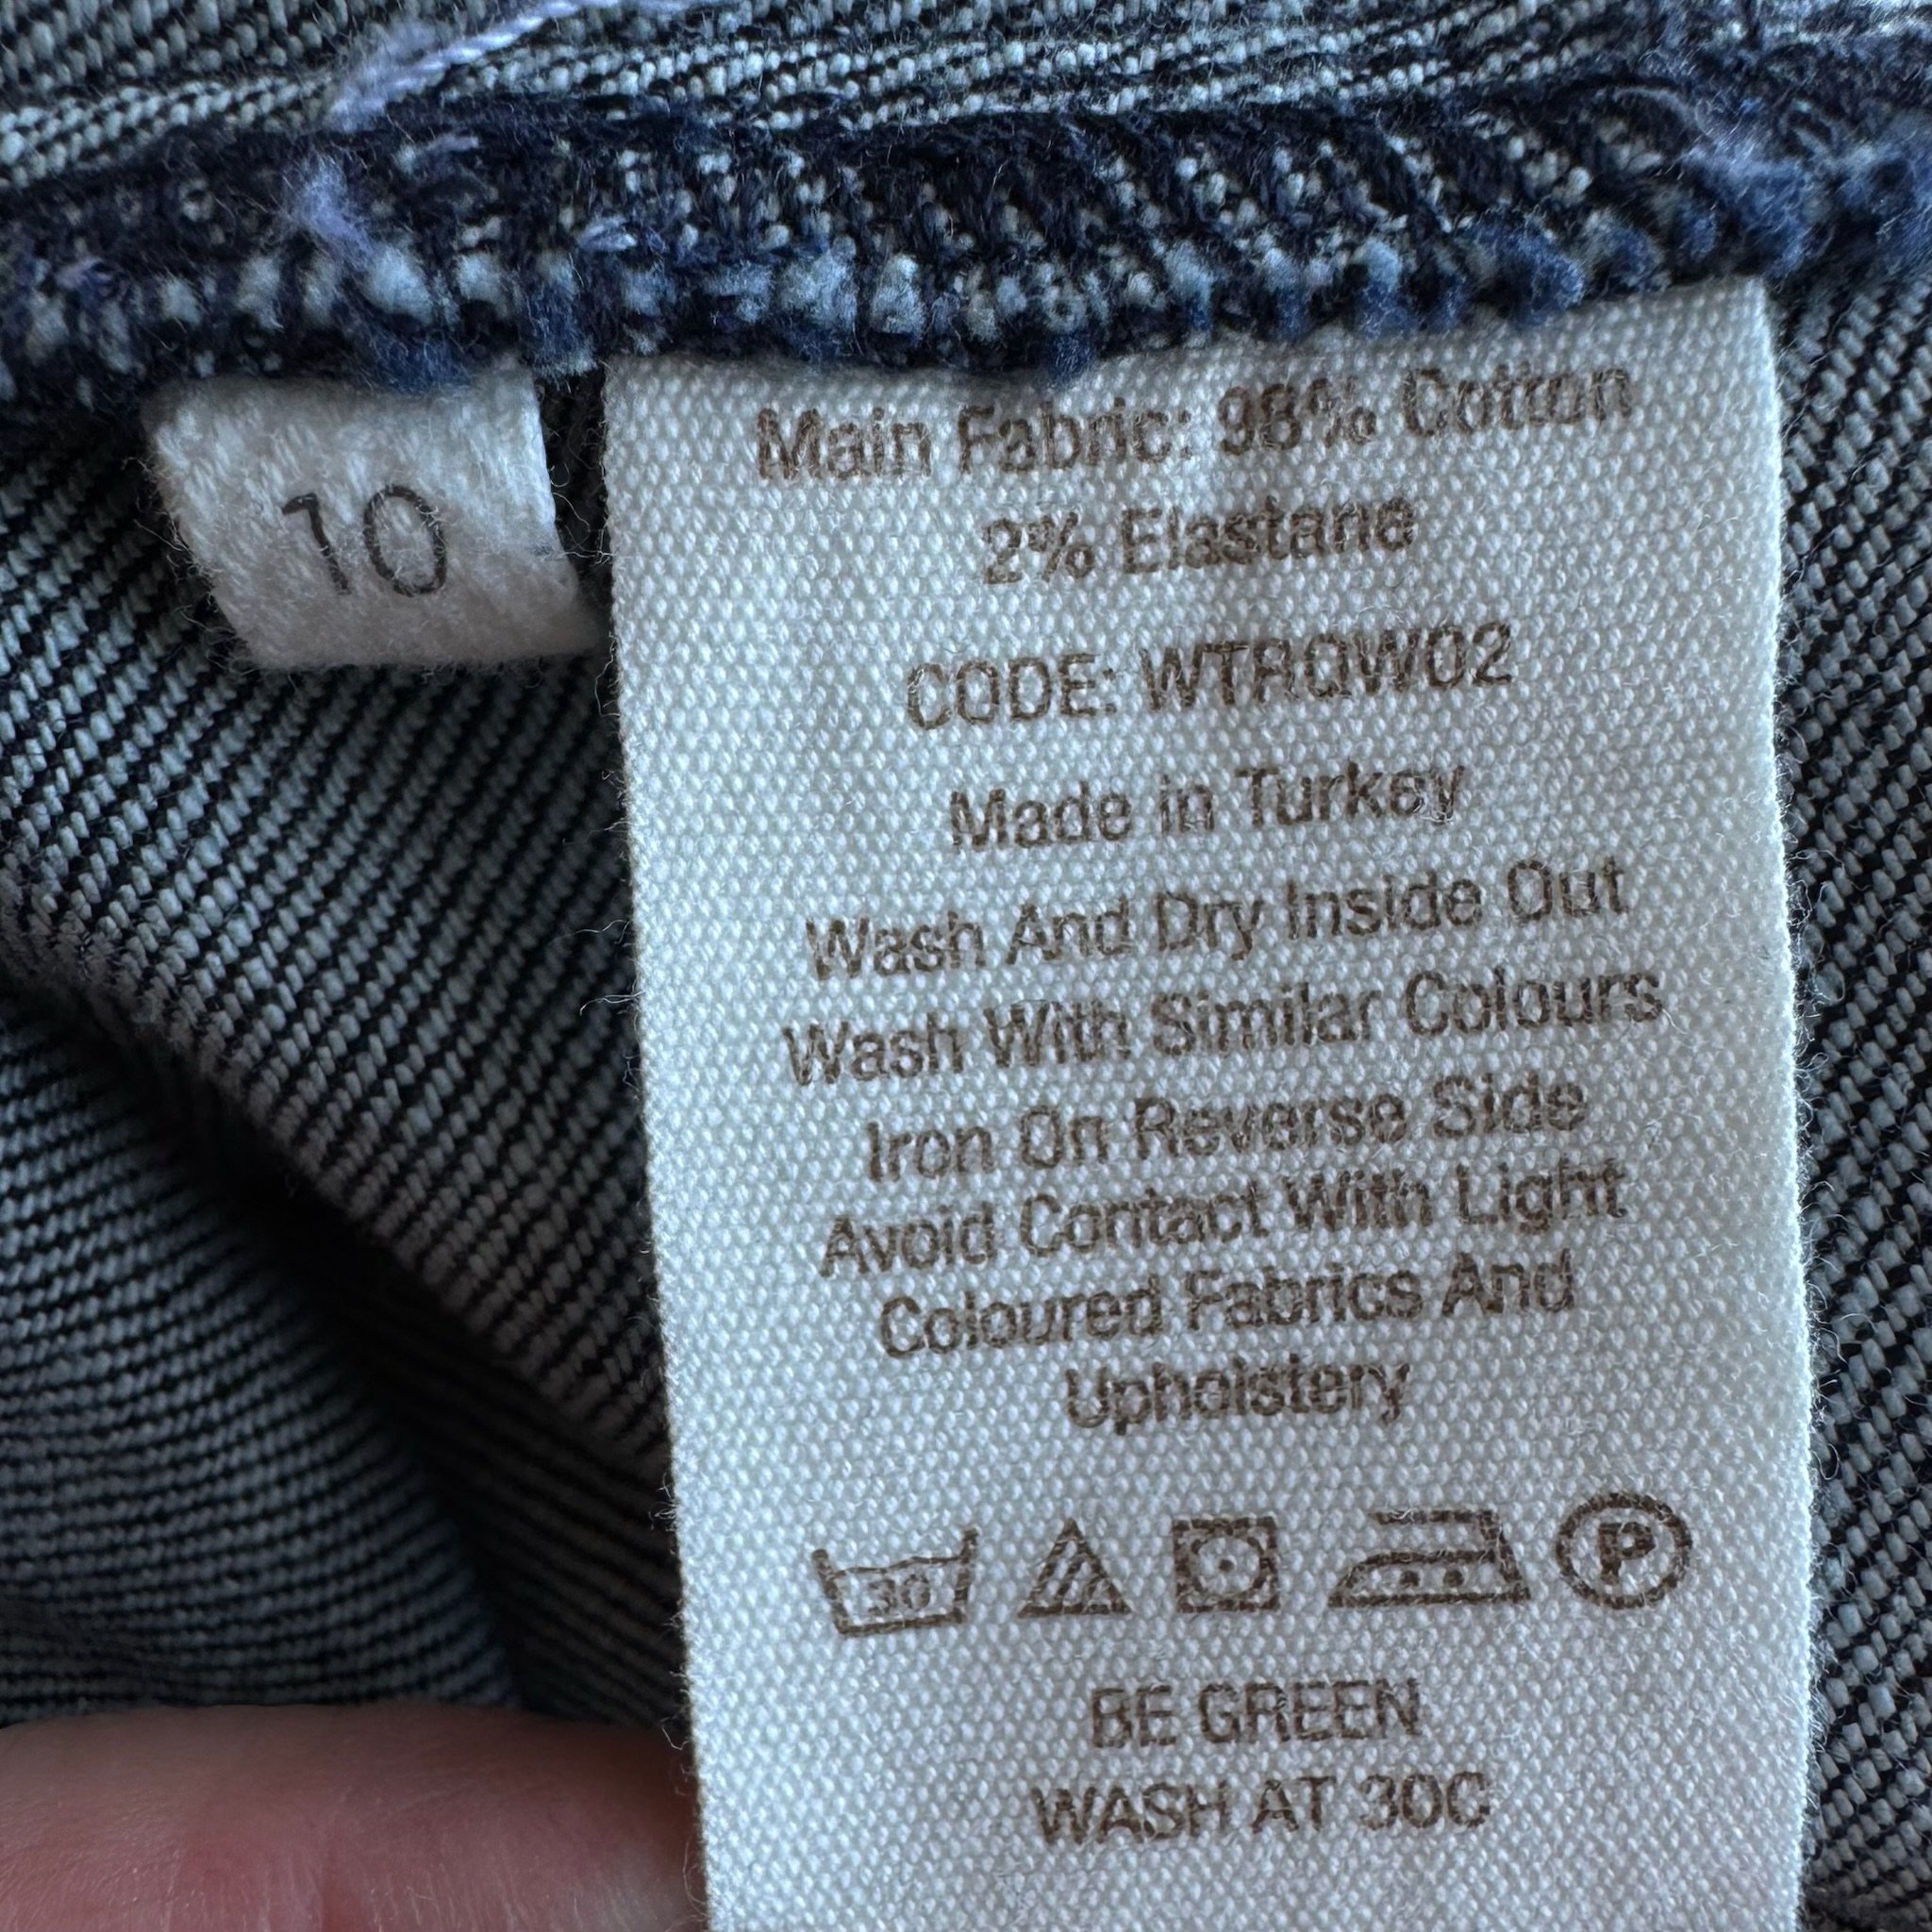 10
Main Fabric: 98% Cotton
2% Elastane
CODE: WTRQW02
Made in Turkey
Wash And Dry Inside Out
Wash With Similar Colours
Iron On Reverse Side
Avoid Contact With Light
Coloured Fabrics And
Upholstery
30
P
BE GREEN
WASH AT 30C